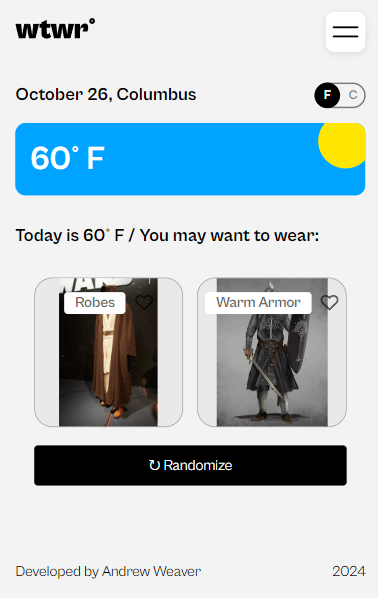 wtwr°
October 26, Columbus
F C
60° F
Today is 60° F / You may want to wear:
Robes
Warm Armor
↻ Randomize
Developed by Andrew Weaver 2024